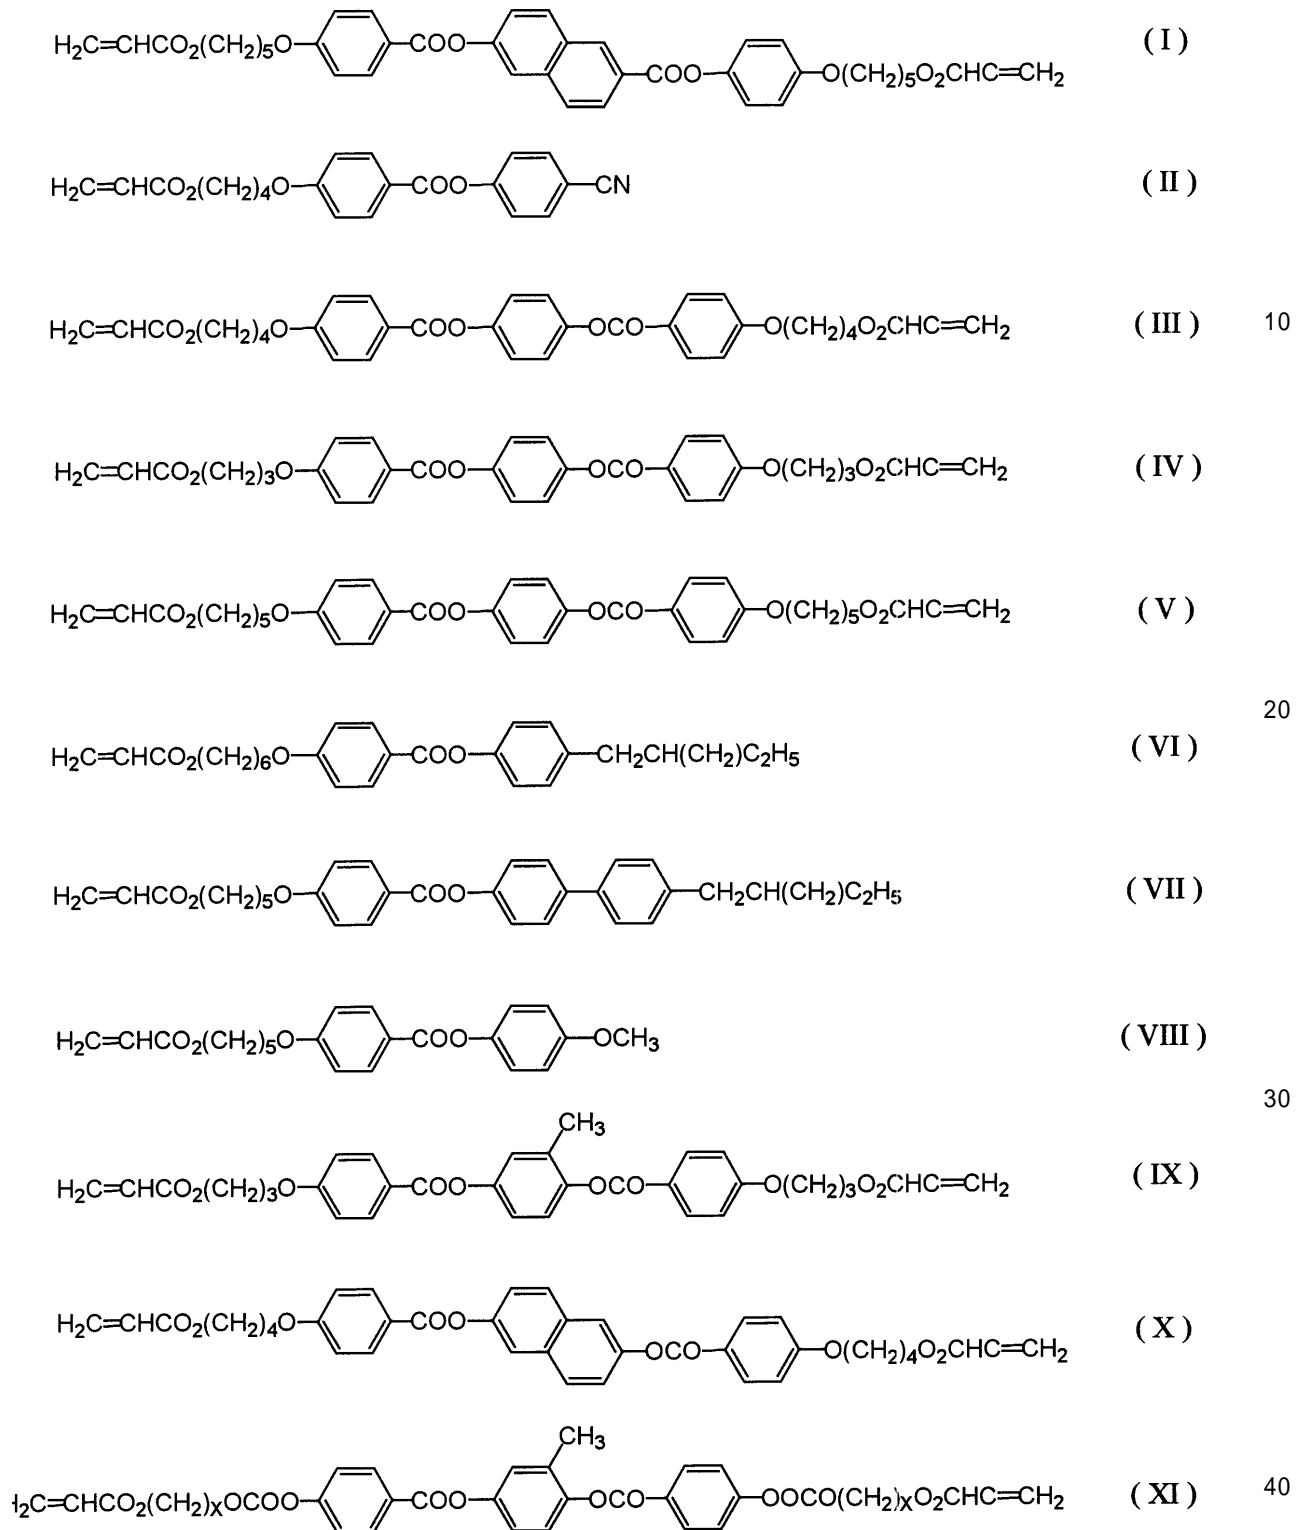 H2C=CHCO2(CH2)5O COO COO O(CH2)5O2CHC=CH2 ( I )
H2C=CHCO2(CH2)4O COO CN ( II )
H2C=CHCO2(CH2)4O COO OCO O(CH2)4O2CHC=CH2 ( III ) 10
H2C=CHCO2(CH2)3O COO OCO O(CH2)3O2CHC=CH2 ( IV )
H2C=CHCO2(CH2)5O COO OCO O(CH2)5O2CHC=CH2 ( V )
20
H2C=CHCO2(CH2)6O COO CH2CH(CH2)C2H5 ( VI )
H2C=CHCO2(CH2)5O COO CH2CH(CH2)C2H5 ( VII )
H2C=CHCO2(CH2)5O COO OCH3 ( VIII )
30
CH3
H2C=CHCO2(CH2)3O COO OCO O(CH2)3O2CHC=CH2 ( IX )
H2C=CHCO2(CH2)4O COO OCO O(CH2)4O2CHC=CH2 ( X )
CH3
H2C=CHCO2(CH2)XOCOO COO OCO OOCO(CH2)XO2CHC=CH2 ( XI ) 40